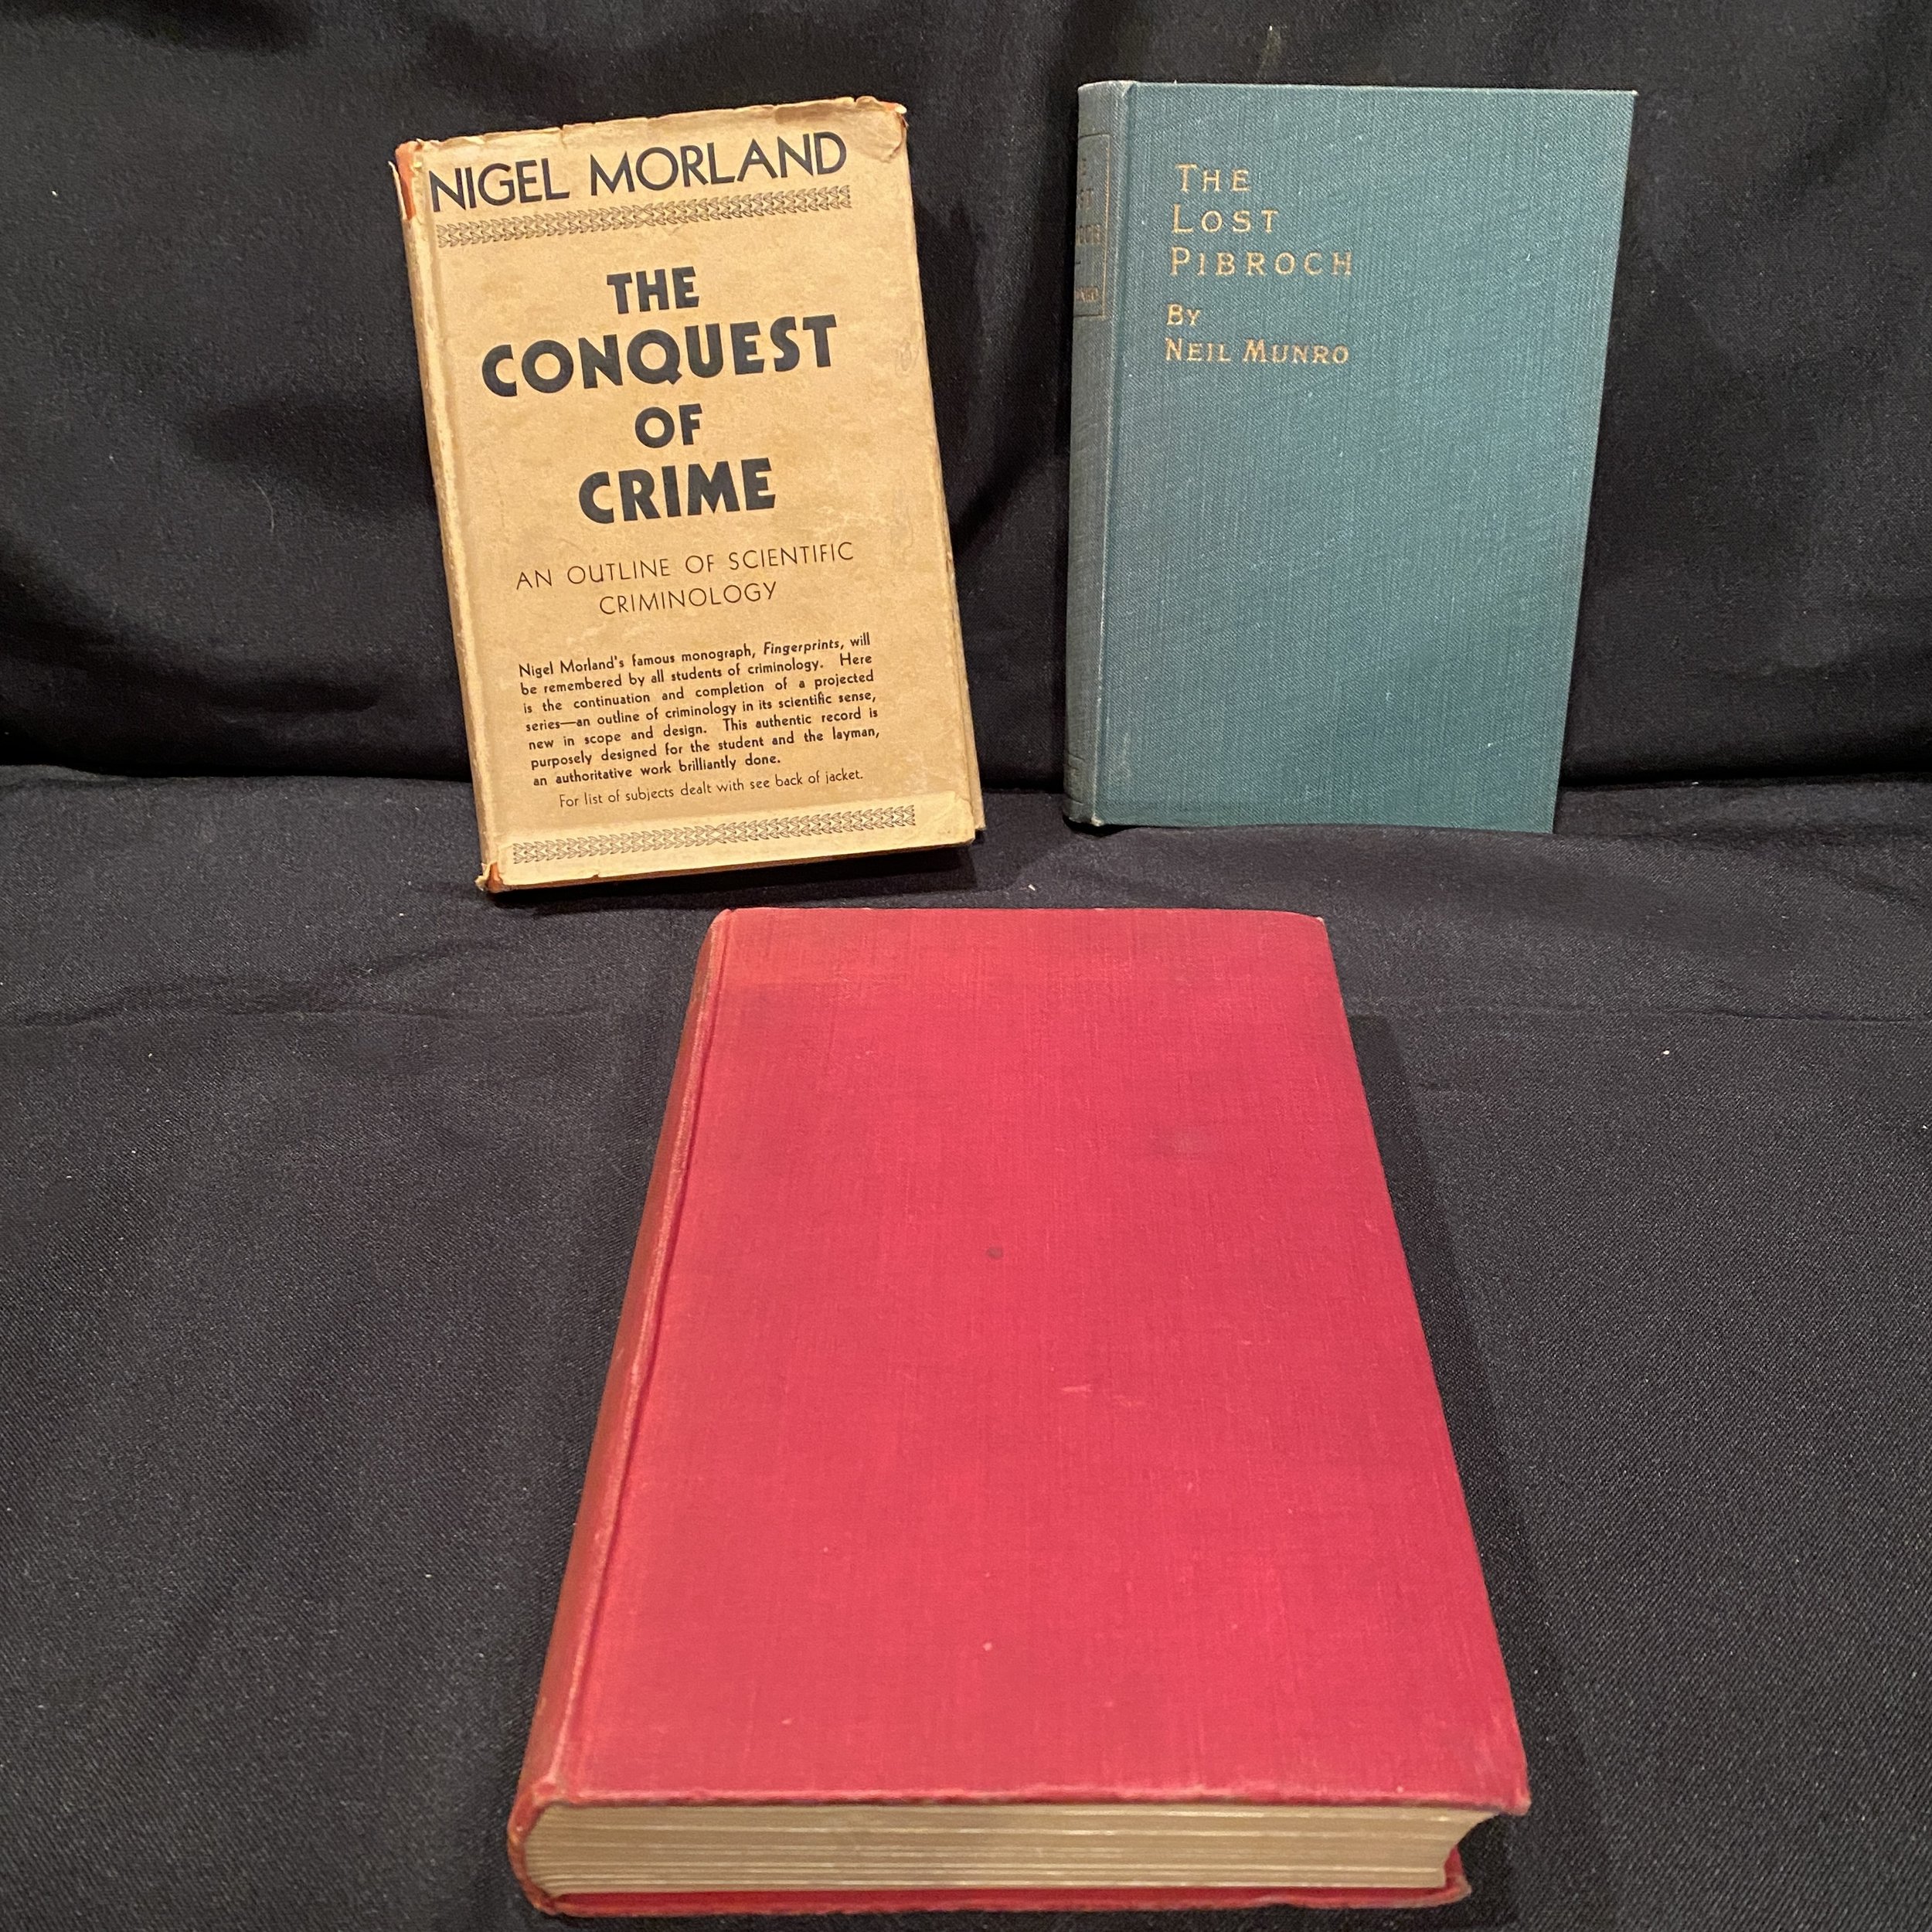 NIGEL MORLAND
THE
CONQUEST
OF
CRIME
AN OUTLINE OF SCIENTIFIC
CRIMINOLOGY
Nigel Morland's famous monograph, Fingerprints, will
be remembered by all students of criminology. Here
is the continuation and completion of a projected
series—an outline of criminology in its scientific sense,
new in scope and design. This authentic record is
purposely designed for the student and the layman,
an authoritative work brilliantly done.
For list of subjects dealt with see back of jacket.
THE
LOST
PIBROCH
BY
NEIL MUNRO